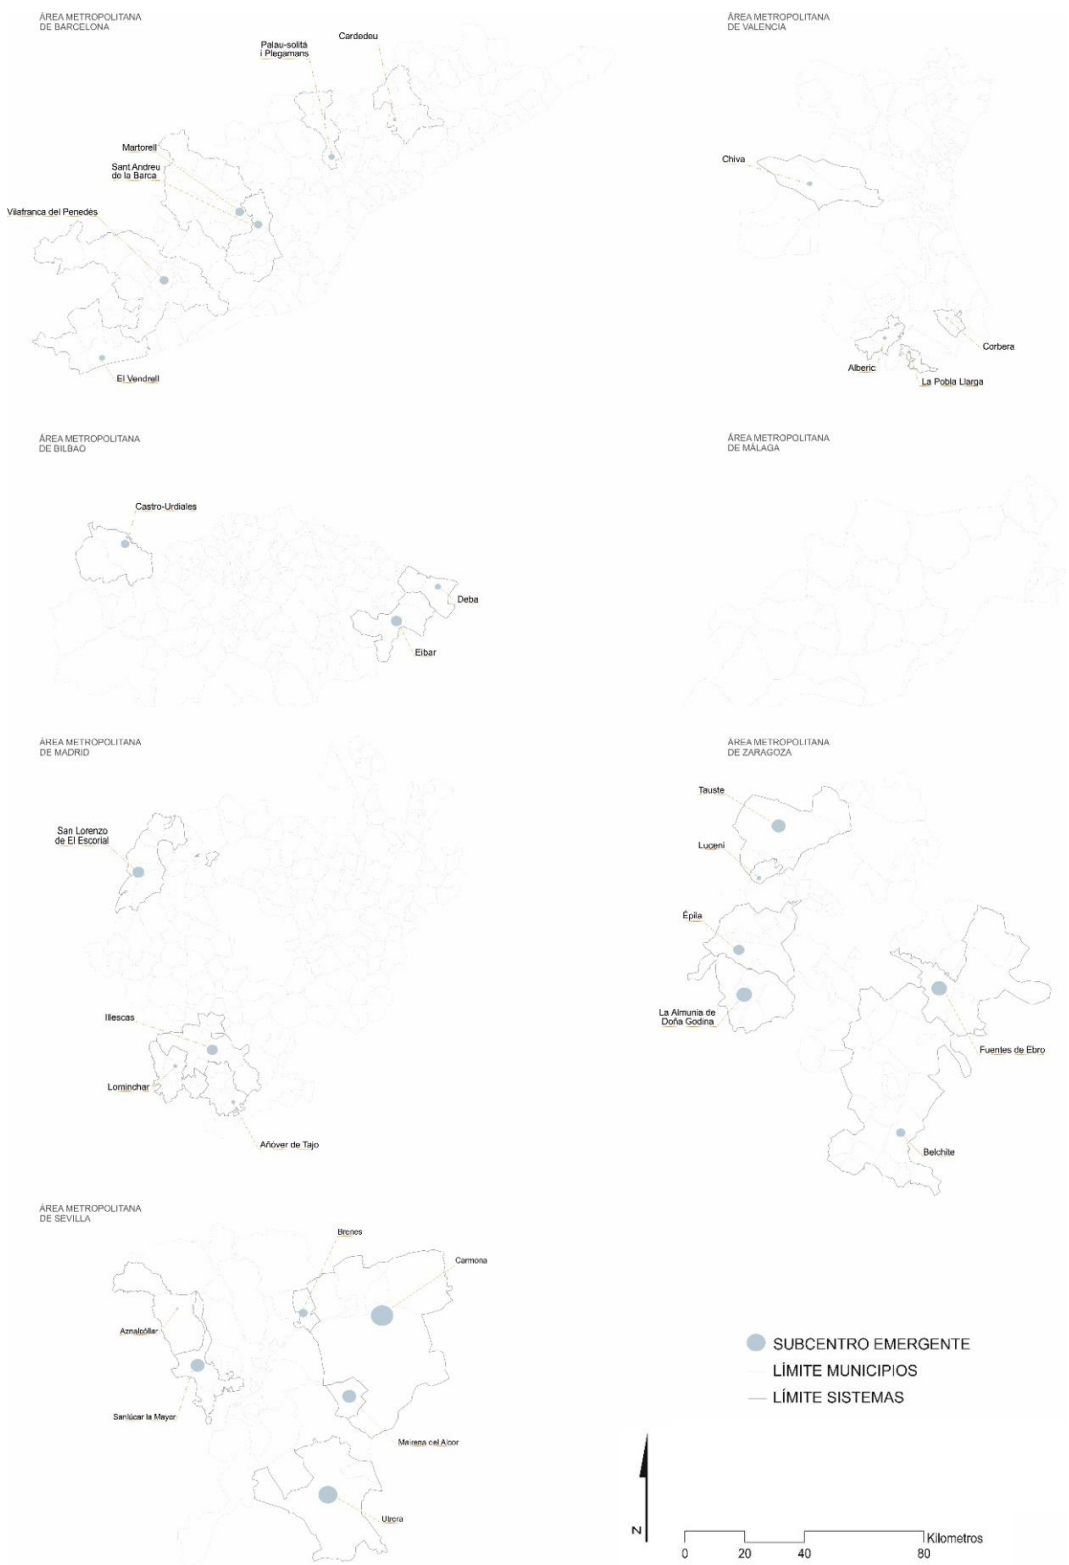 ÁREA METROPOLITANA
DE BARCELONA
Cardedeu
Palau-solità
i Plegamans
Martorell
Sant Andreu
de la Barca
Vilafranca del Penedès
El Vendrell
ÁREA METROPOLITANA
DE VALENCIA
Chiva
Corbera
Alberic
La Pobla Llarga
ÁREA METROPOLITANA
DE BILBAO
Castro-Urdiales
Deba
Eibar
ÁREA METROPOLITANA
DE MÁLAGA
ÁREA METROPOLITANA
DE MADRID
San Lorenzo
de El Escorial
Illescas
Lominchar
Añover de Tajo
ÁREA METROPOLITANA
DE ZARAGOZA
Tauste
Luceni
Épila
La Almunia de
Doña Godina
Fuentes de Ebro
Belchite
ÁREA METROPOLITANA
DE SEVILLA
Brenes
Carmona
Aznalcóllar
Sanlúcar la Mayor
Mairena del Alcor
Utrera
SUBCENTRO EMERGENTE
LÍMITE MUNICIPIOS
LÍMITE SISTEMAS
N
Kilometros
0 20 40 80